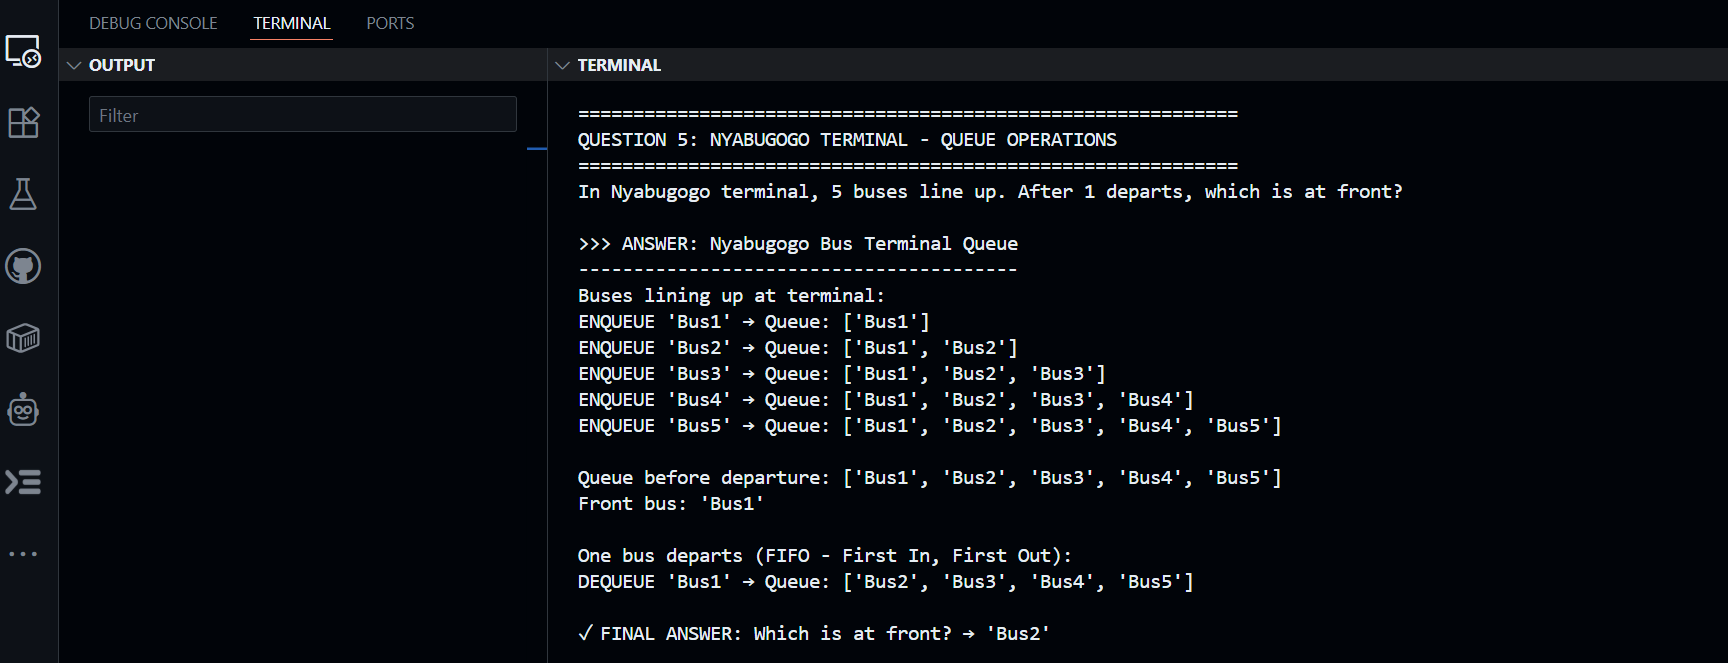 DEBUG CONSOLE TERMINAL PORTS
OUTPUT
Filter
TERMINAL
============================================================
QUESTION 5: NYABUGOGO TERMINAL - QUEUE OPERATIONS
============================================================
In Nyabugogo terminal, 5 buses line up. After 1 departs, which is at front?
>>> ANSWER: Nyabugogo Bus Terminal Queue
----------------------------------------
Buses lining up at terminal:
ENQUEUE 'Bus1' → Queue: ['Bus1']
ENQUEUE 'Bus2' → Queue: ['Bus1', 'Bus2']
ENQUEUE 'Bus3' → Queue: ['Bus1', 'Bus2', 'Bus3']
ENQUEUE 'Bus4' → Queue: ['Bus1', 'Bus2', 'Bus3', 'Bus4']
ENQUEUE 'Bus5' → Queue: ['Bus1', 'Bus2', 'Bus3', 'Bus4', 'Bus5']
Queue before departure: ['Bus1', 'Bus2', 'Bus3', 'Bus4', 'Bus5']
Front bus: 'Bus1'
One bus departs (FIFO - First In, First Out):
DEQUEUE 'Bus1' → Queue: ['Bus2', 'Bus3', 'Bus4', 'Bus5']
✓ FINAL ANSWER: Which is at front? → 'Bus2'